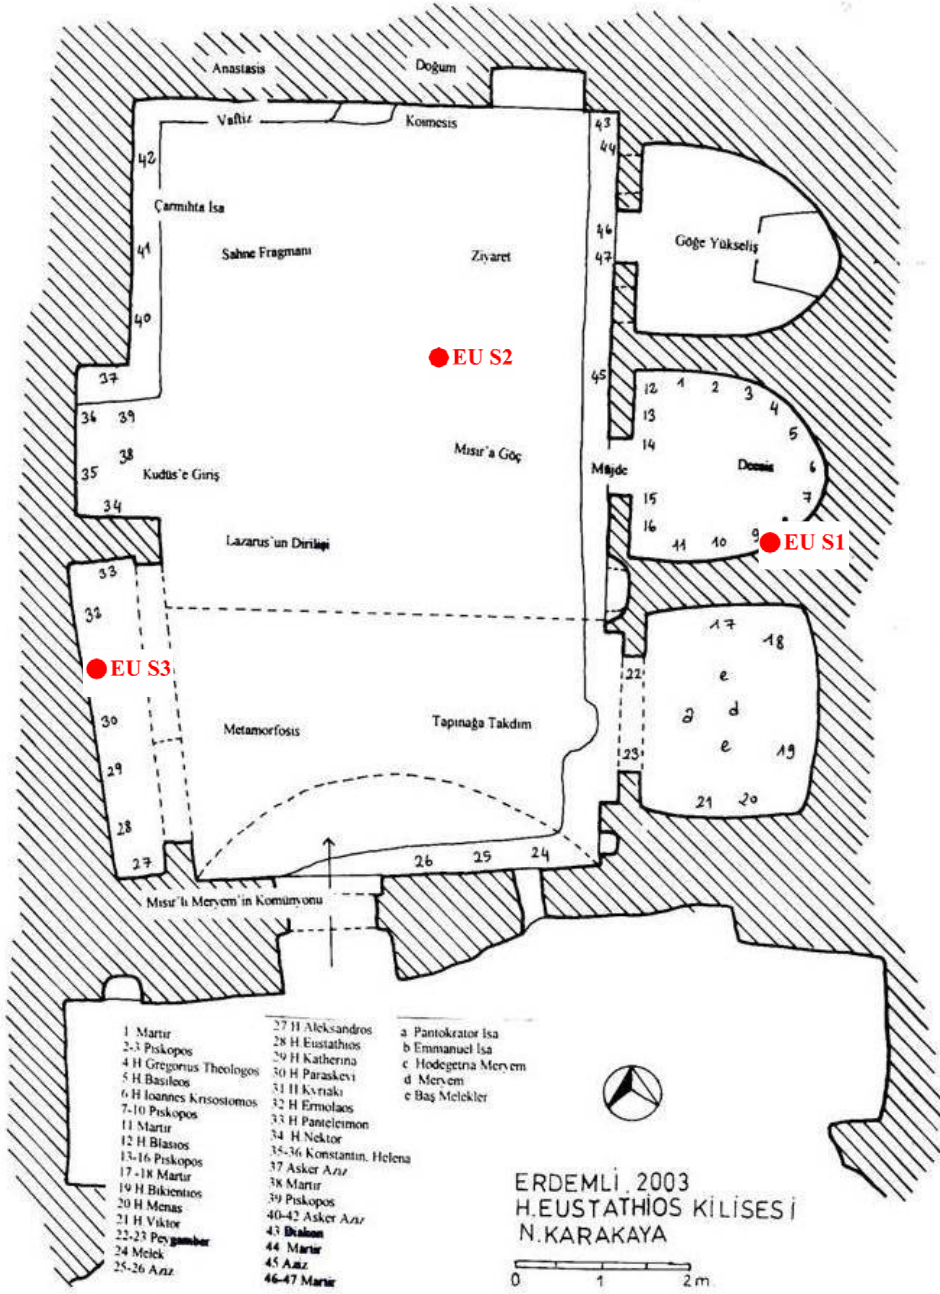 Anastasis
Doğum
Vaftiz
Koimesis
43
44
42
Çarmıhta İsa
46
Göğe Yükseliş
41
Sahne Fragmanı
Ziyaret
47
40
EU S2
37
45
12 1 2 3
4
36 39
13
5
14
38
Mısır'a Göç
35
Kudüs'e Giriş
Müjde
Deesis
6
7
34
15
16
Lazarus'un Dirilişi
11 10 9
EU S1
33
32
17
18
EU S3
22
e
30
a d
Metamorfosis
Tapınağa Takdim
e
23
19
29
21 20
28
27
26 25 24
Mısır'lı Meryem'in Komünyonu
1 Martir
2-3 Piskopos
4 H Gregorius Theologos
5 H Basileos
6 H Ioannes Krisostomos
7-10 Piskopos
11 Martir
12 H Blasios
13-16 Piskopos
17-18 Martir
19 H Bikientios
20 H Menas
21 H Viktor
22-23 Peygamber
24 Melek
25-26 Aziz
27 H Aleksandros
28 H Eustathios
29 H Katherina
30 H Paraskevi
31 H Kyriaki
32 H Ermolaos
33 H Panteleimon
34 H Nektor
35-36 Konstantin, Helena
37 Asker Aziz
38 Martir
39 Piskopos
40-42 Asker Aziz
43 Diakon
44 Martir
45 Aziz
46-47 Martir
a Pantokrator İsa
b Emmanuel İsa
c Hodegetria Meryem
d Meryem
e Baş Melekler
ERDEMLİ, 2003
H.EUSTATHİOS KİLİSESİ
N.KARAKAYA
0 1 2 m.